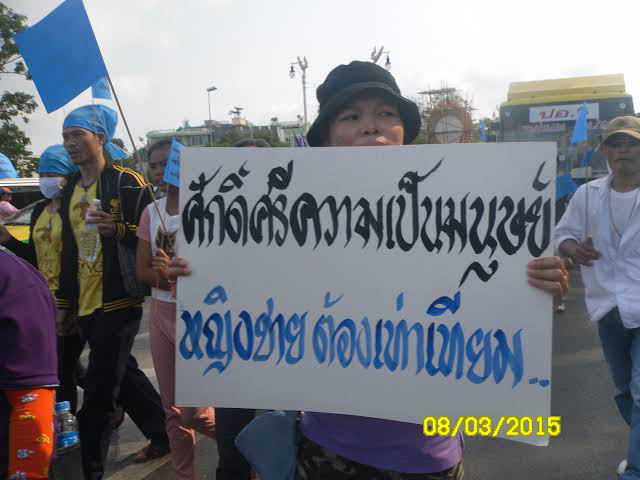 ศักดิ์ศรีความเป็นมนุษย์
หญิงชาย ต้องเท่าเทียม..
08/03/2015